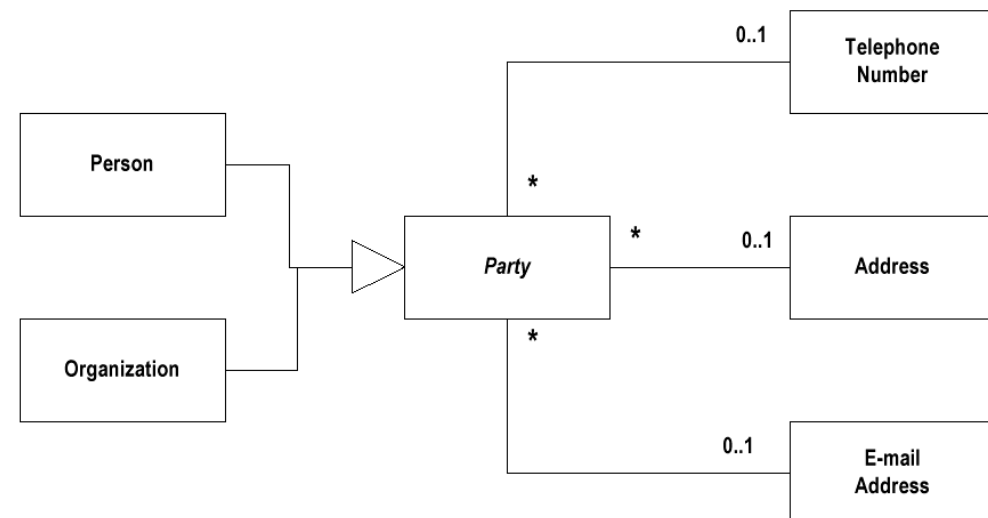 0..1
Telephone
Number
Person
*
*
0..1
Party
Address
Organization
*
0..1
E-mail
Address